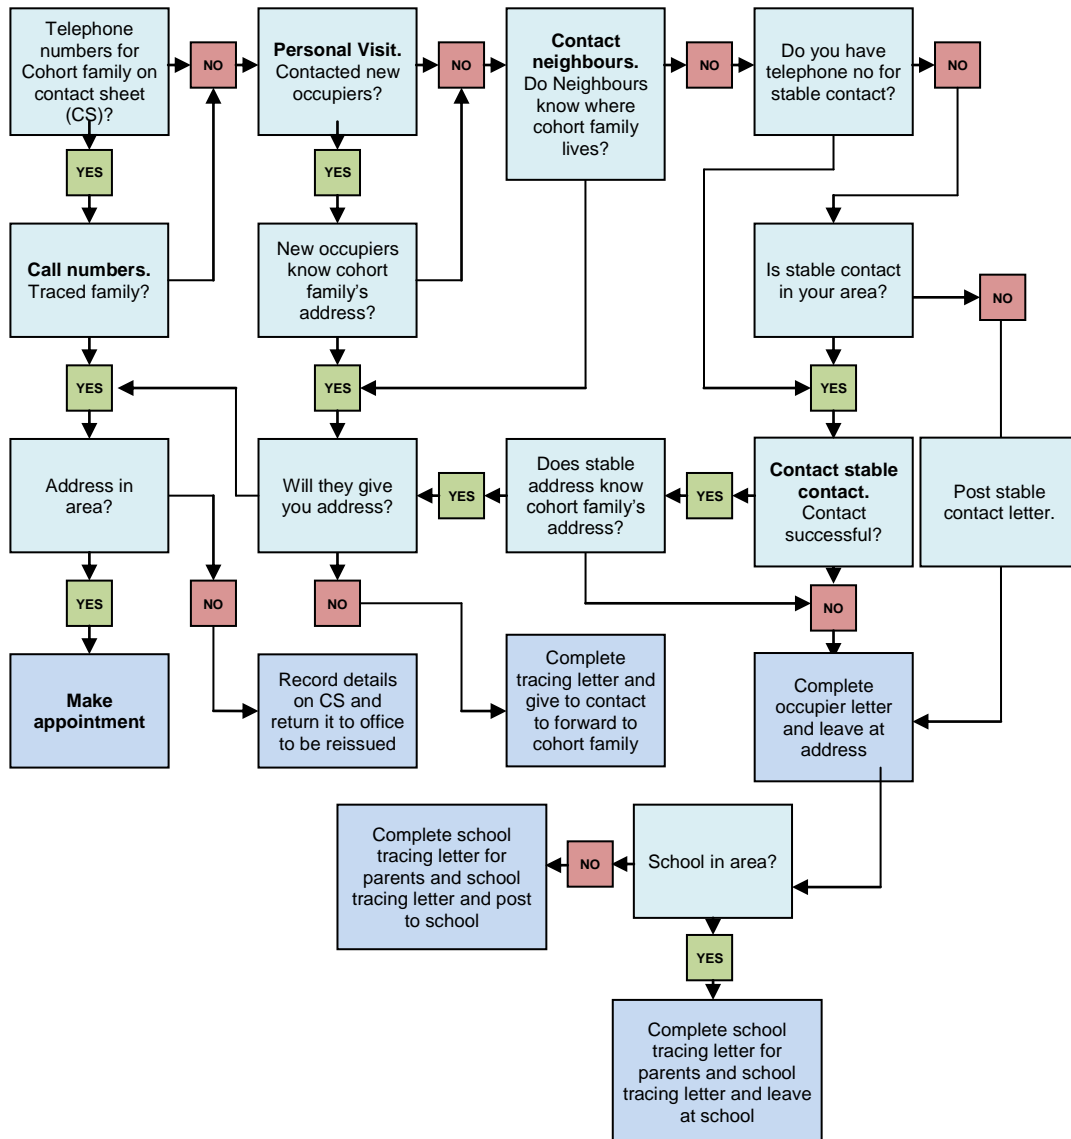 Telephone
numbers for
Cohort family on
contact sheet
(CS)?
NO
Personal Visit.
Contacted new
occupiers?
NO
Contact
neighbours.
Do Neighbours
know where
cohort family
lives?
NO
Do you have
telephone no for
stable contact?
NO
YES
YES
Call numbers.
Traced family?
New occupiers
know cohort
family's
address?
Is stable contact
in your area?
NO
YES
YES
YES
Address in
area?
Will they give
you address?
YES
Does stable
address know
cohort family's
address?
YES
Contact stable
contact.
Contact
successful?
Post stable
contact letter.
YES
NO
NO
NO
Make
appointment
Record details
on CS and
return it to office
to be reissued
Complete
tracing letter and
give to contact
to forward to
cohort family
Complete
occupier letter
and leave at
address
Complete school
tracing letter for
parents and school
tracing letter and post
to school
NO
School in area?
YES
Complete school
tracing letter for
parents and school
tracing letter and leave
at school